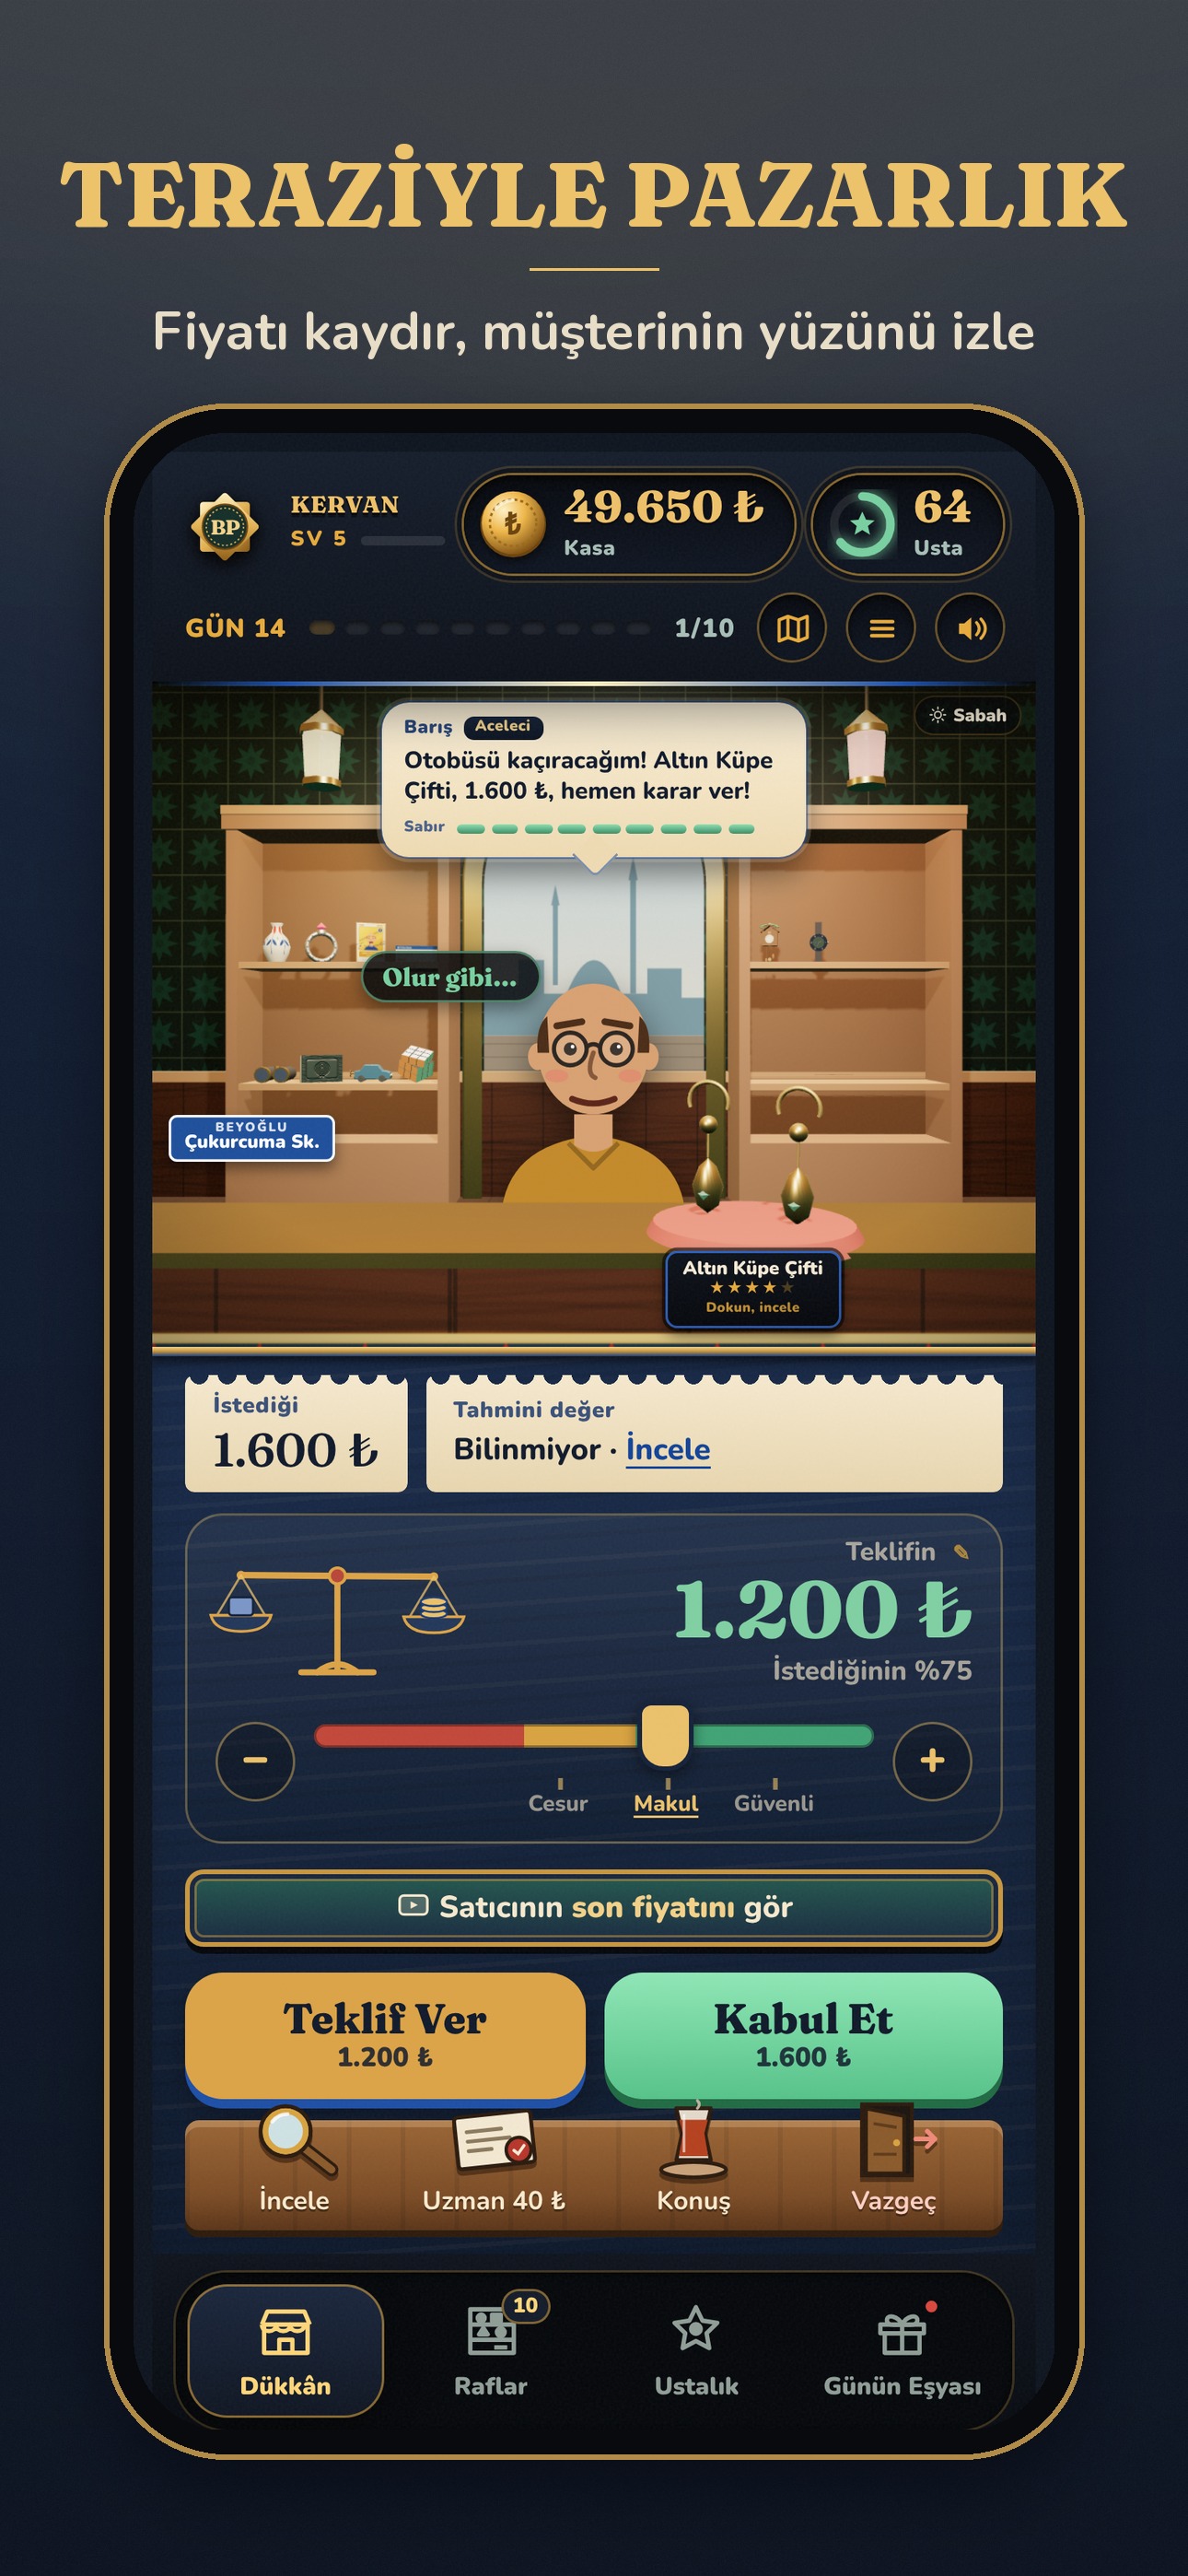 TERAZİYLE PAZARLIK
Fiyatı kaydır, müşterinin yüzünü izle
BP
KERVAN
SV 5
₺
49.650 ₺
Kasa
64
Usta
GÜN 14
1/10
Sabah
Barış Aceleci
Otobüsü kaçıracağım! Altın Küpe
Çifti, 1.600 ₺, hemen karar ver!
Sabır
Olur gibi...
BEYOĞLU
Çukurcuma Sk.
Altın Küpe Çifti
Dokun, incele
İstediği
1.600 ₺
Tahmini değer
Bilinmiyor · İncele
Teklifin
1.200 ₺
İstediğinin %75
Cesur Makul Güvenli
Satıcının son fiyatını gör
Teklif Ver
1.200 ₺
Kabul Et
1.600 ₺
İncele Uzman 40 ₺ Konuş Vazgeç
10
Dükkân Raflar Ustalık Günün Eşyası